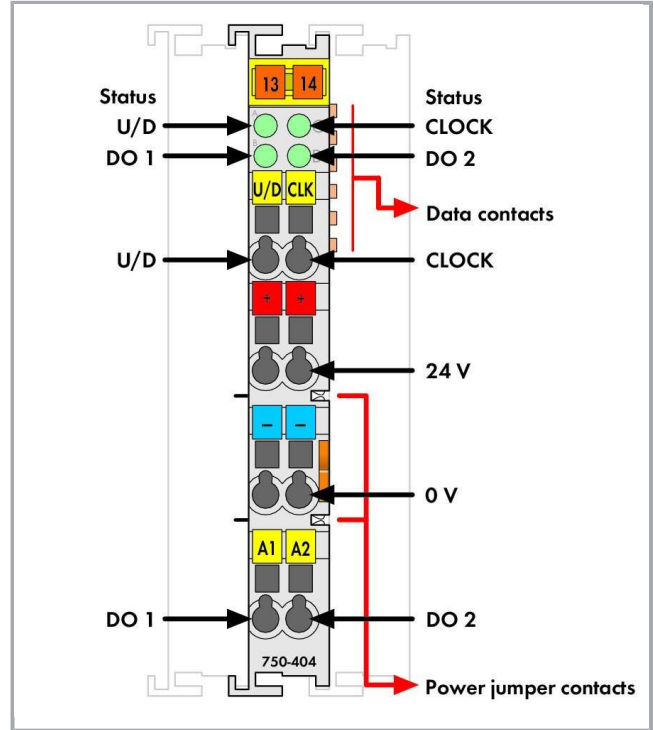 13 14
Status
Status
U/D
A
C
CLOCK
DO 1
B
D
DO 2
U/D CLK
Data contacts
U/D
CLOCK
+ +
24 V
- -
0 V
A1 A2
DO 1
DO 2
750-404
Power jumper contacts